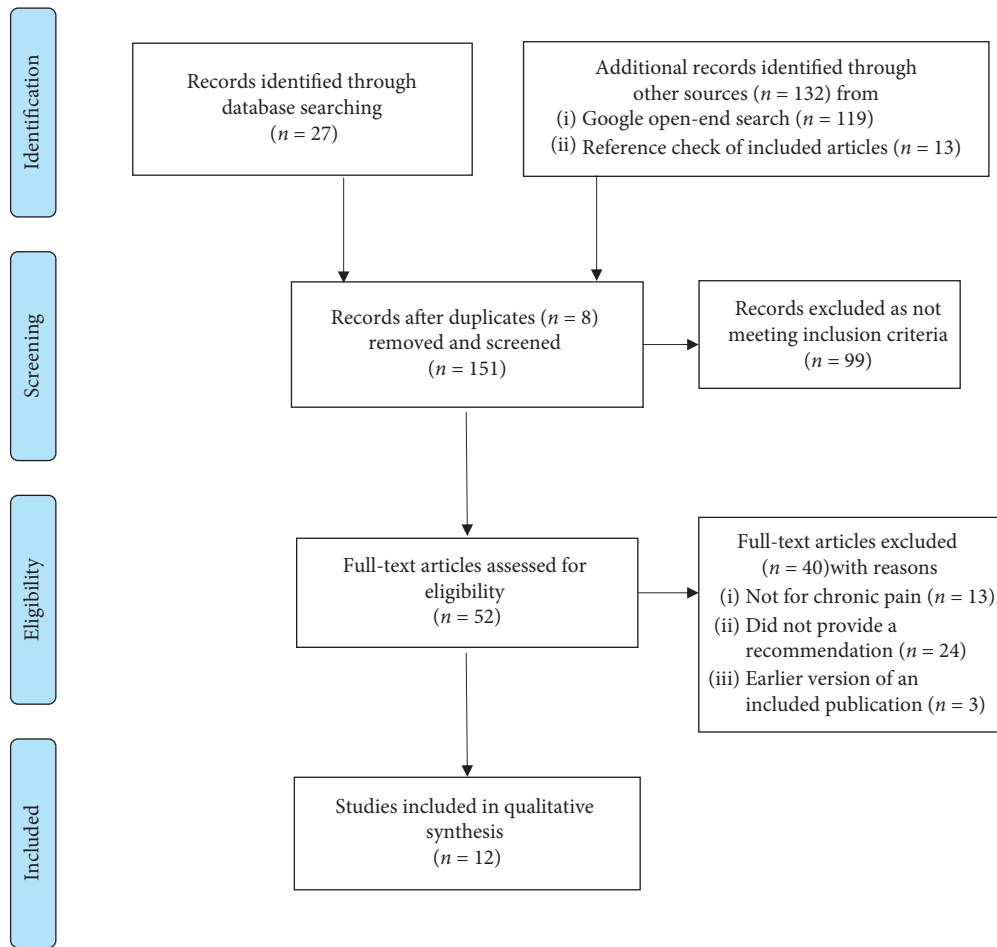 Identification
Records identified through
database searching
(n = 27)
Additional records identified through
other sources (n = 132) from
(i) Google open-end search (n = 119)
(ii) Reference check of included articles (n = 13)
Screening
Records after duplicates (n = 8)
removed and screened
(n = 151)
Records excluded as not
meeting inclusion criteria
(n = 99)
Eligibility
Full-text articles assessed for
eligibility
(n = 52)
Full-text articles excluded
(n = 40)with reasons
(i) Not for chronic pain (n = 13)
(ii) Did not provide a
recommendation (n = 24)
(iii) Earlier version of an
included publication (n = 3)
Included
Studies included in qualitative
synthesis
(n = 12)